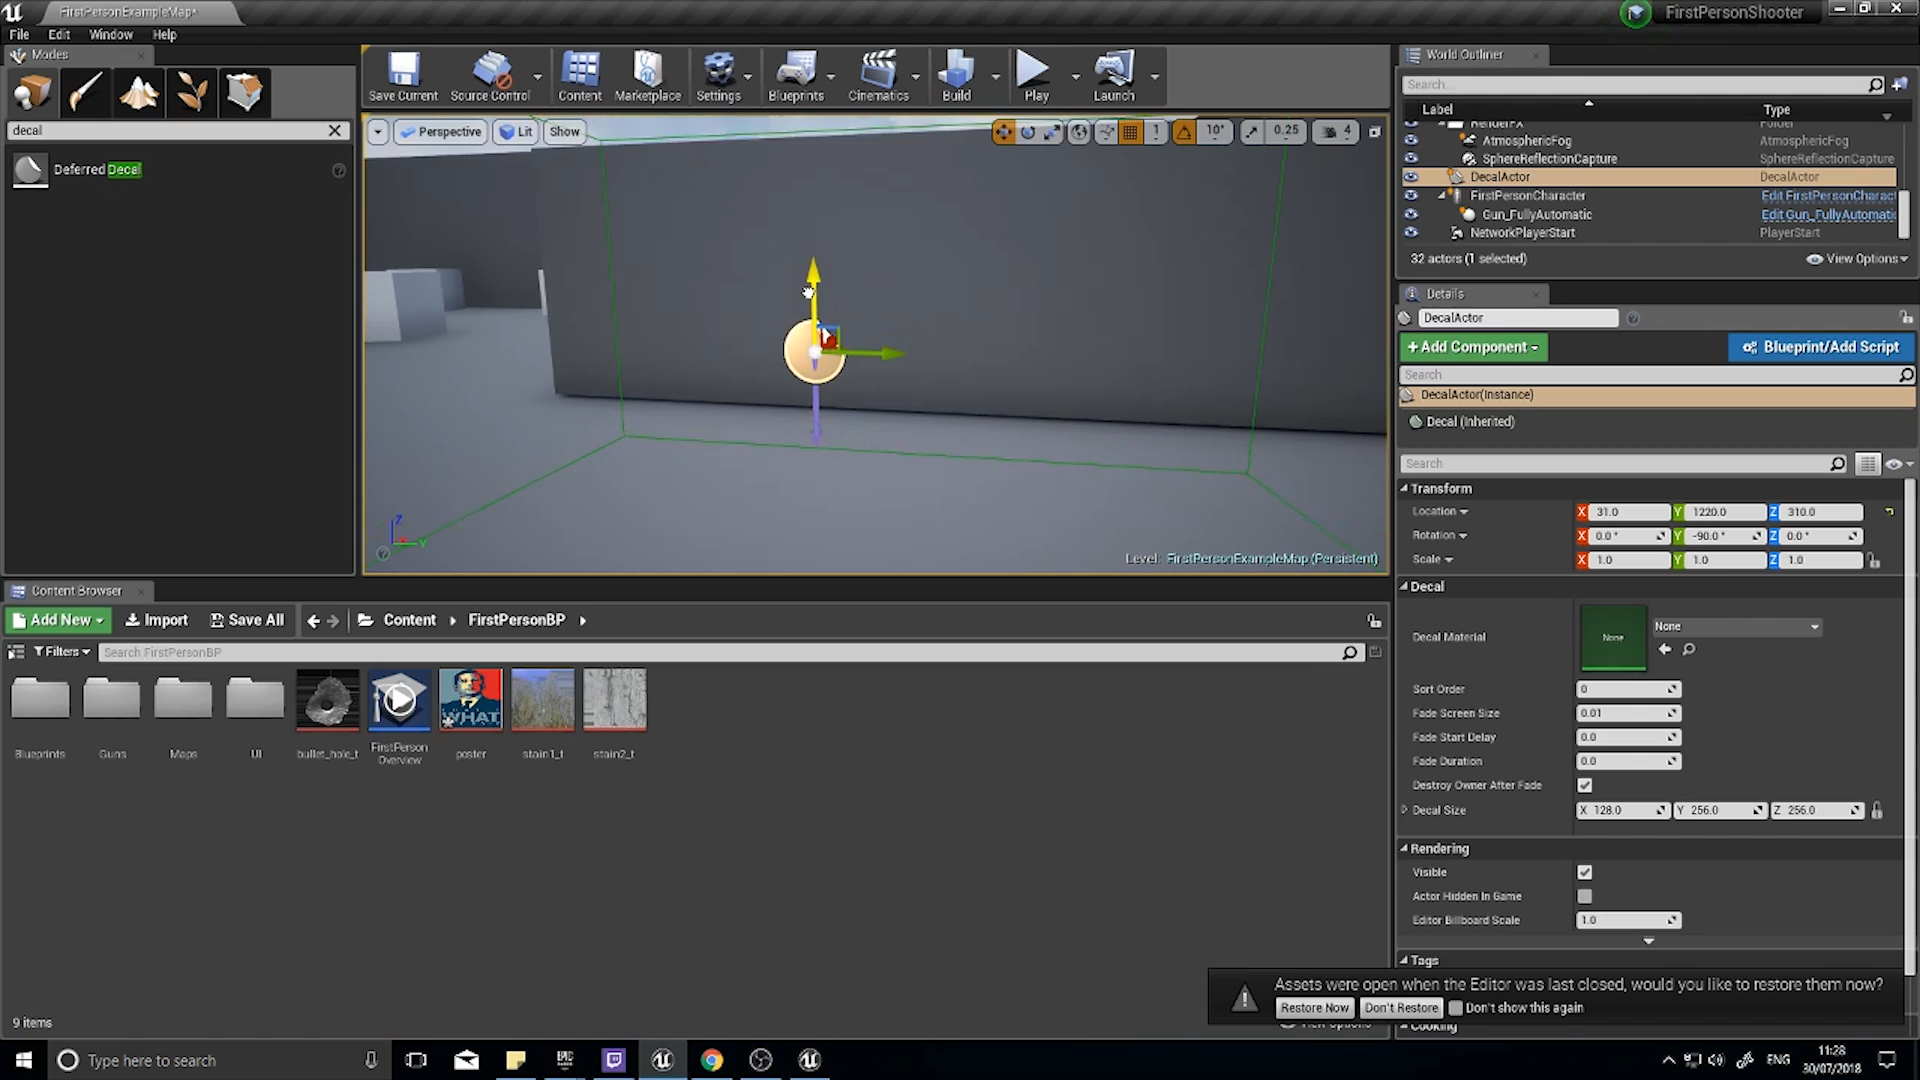 FirstPersonExampleMap*
FirstPersonShooter
File Edit Window Help
Modes
decal
Deferred Decal
Save Current
Source Control
Content
Marketplace
Settings
Blueprints
Cinematics
Build
Play
Launch
Perspective
Lit
Show
1
10°
0.25
4
Z
Y
Level: FirstPersonExampleMap (Persistent)
World Outliner
Search...
Label Type
RenderFX Folder
AtmosphericFog AtmosphericFog
SphereReflectionCapture SphereReflectionCapture
DecalActor DecalActor
FirstPersonCharacter Edit FirstPersonCharact
Gun_FullyAutomatic Edit Gun_FullyAutomatic
NetworkPlayerStart PlayerStart
32 actors (1 selected) View Options
Details
DecalActor
+Add Component
Blueprint/Add Script
Search
DecalActor(Instance)
Decal (Inherited)
Search
Transform
Location X 31.0 Y 1220.0 Z 310.0
Rotation X 0.0° Y -90.0° Z 0.0°
Scale X 1.0 Y 1.0 Z 1.0
Decal
Decal Material None None
Sort Order 0
Fade Screen Size 0.01
Fade Start Delay 0.0
Fade Duration 0.0
Destroy Owner After Fade
Decal Size X 128.0 Y 256.0 Z 256.0
Rendering
Visible
Actor Hidden In Game
Editor Billboard Scale 1.0
Tags
Assets were open when the Editor was last closed, would you like to restore them now?
Restore Now Don't Restore Don't show this again
Cooking
Content Browser
Add New Import Save All Content FirstPersonBP
Filters Search FirstPersonBP
WHAT
Blueprints
Guns
Maps
UI
bullet_hole_t
FirstPerson
Overview
poster
stain1_t
stain2_t
9 items
View Options
Type here to search
EPIC
GAMES
ENG
11:28
30/07/2018